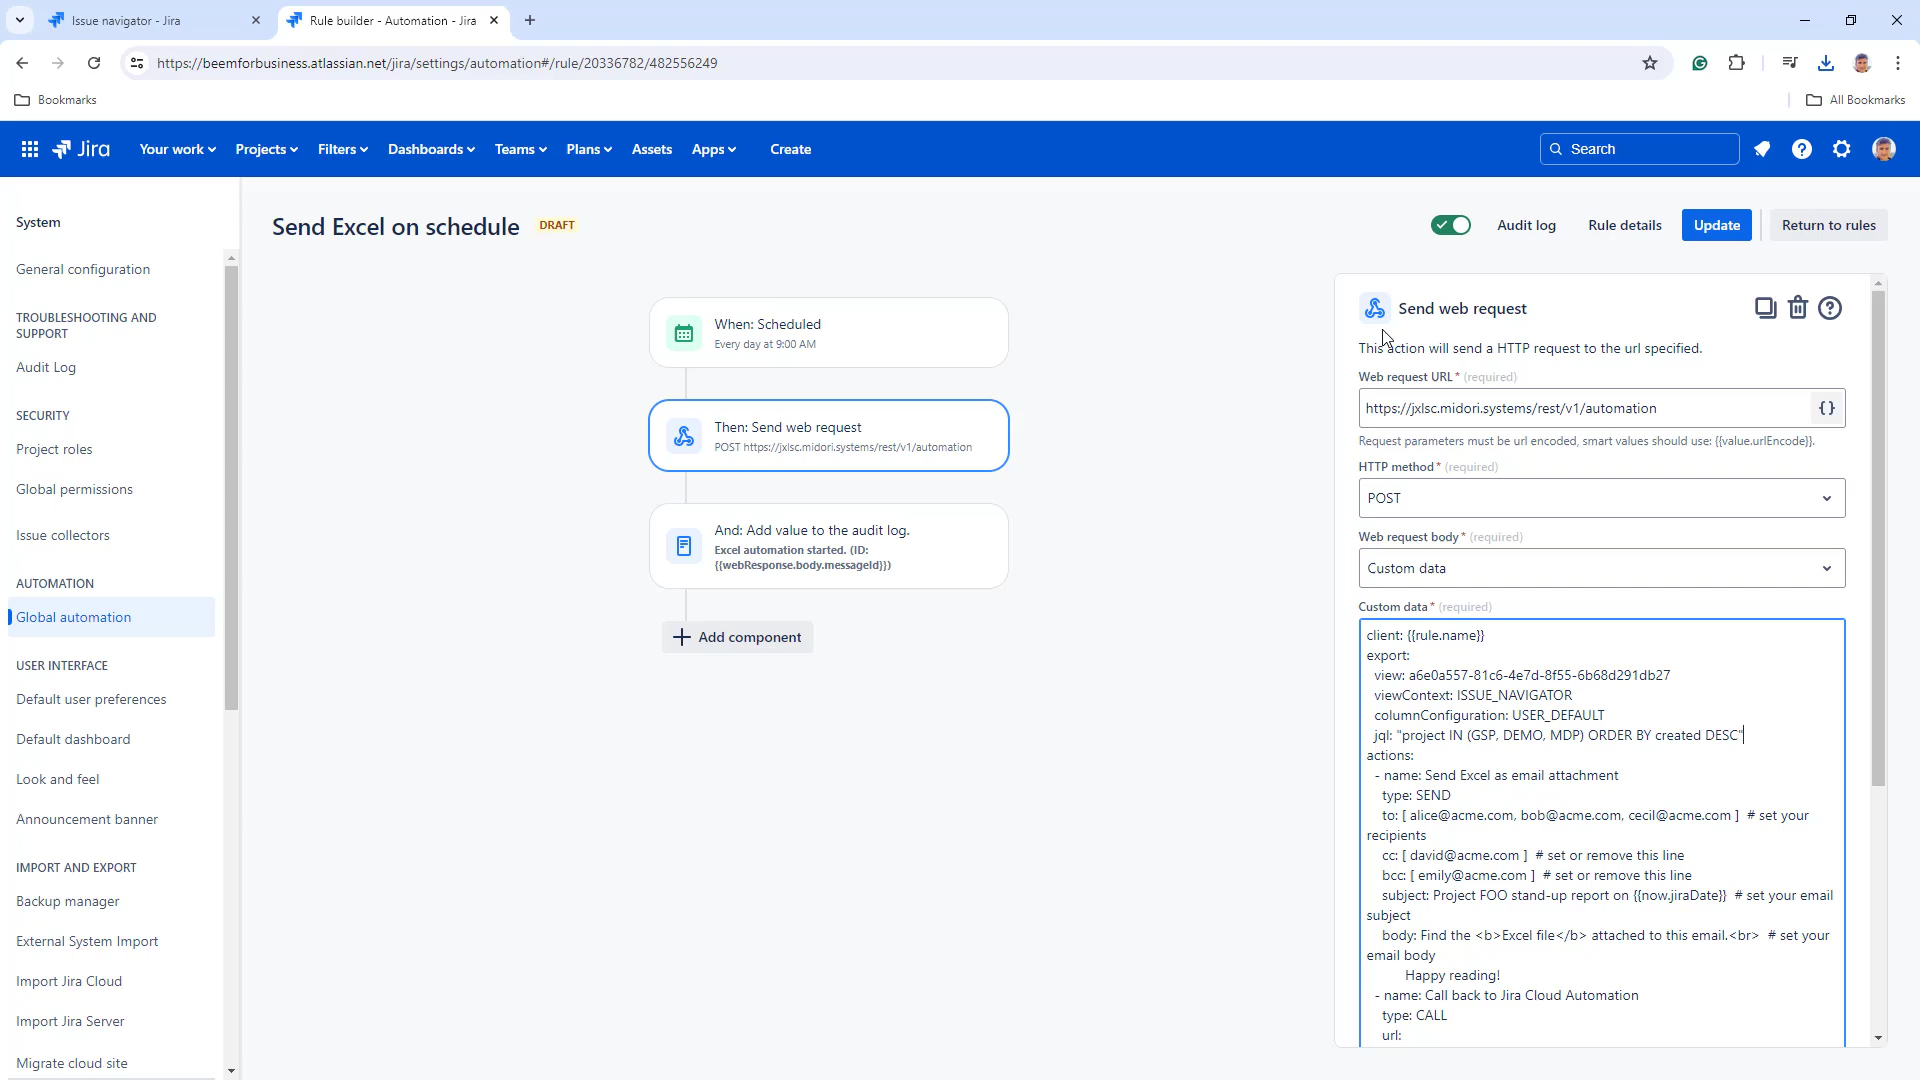 Issue navigator - Jira
Rule builder - Automation - Jira
https://beemforbusiness.atlassian.net/jira/settings/automation#/rule/20336782/482556249
Bookmarks
All Bookmarks
Jira
Your work
Projects
Filters
Dashboards
Teams
Plans
Assets
Apps
Create
Search
System
General configuration
TROUBLESHOOTING AND
SUPPORT
Audit Log
SECURITY
Project roles
Global permissions
Issue collectors
AUTOMATION
Global automation
USER INTERFACE
Default user preferences
Default dashboard
Look and feel
Announcement banner
IMPORT AND EXPORT
Backup manager
External System Import
Import Jira Cloud
Import Jira Server
Migrate cloud site
Send Excel on schedule
DRAFT
Audit log
Rule details
Update
Return to rules
When: Scheduled
Every day at 9:00 AM
Then: Send web request
POST https://jxlsc.midori.systems/rest/v1/automation
And: Add value to the audit log.
Excel automation started. (ID:
{{webResponse.body.messageId}})
Add component
Send web request
This action will send a HTTP request to the url specified.
Web request URL* (required)
https://jxlsc.midori.systems/rest/v1/automation
{}
Request parameters must be url encoded, smart values should use: {{value.urlEncode}}.
HTTP method* (required)
POST
Web request body* (required)
Custom data
Custom data* (required)
client: {{rule.name}}
export:
view: a6e0a557-81c6-4e7d-8f55-6b68d291db27
viewContext: ISSUE_NAVIGATOR
columnConfiguration: USER_DEFAULT
jql: "project IN (GSP, DEMO, MDP) ORDER BY created DESC"
actions:
- name: Send Excel as email attachment
type: SEND
to: [ alice@acme.com, bob@acme.com, cecil@acme.com ]  # set your
recipients
cc: [ david@acme.com ]  # set or remove this line
bcc: [ emily@acme.com ]  # set or remove this line
subject: Project FOO stand-up report on {{now.jiraDate}}  # set your email
subject
body: Find the <b>Excel file</b> attached to this email.<br>  # set your
email body
Happy reading!
- name: Call back to Jira Cloud Automation
type: CALL
url: